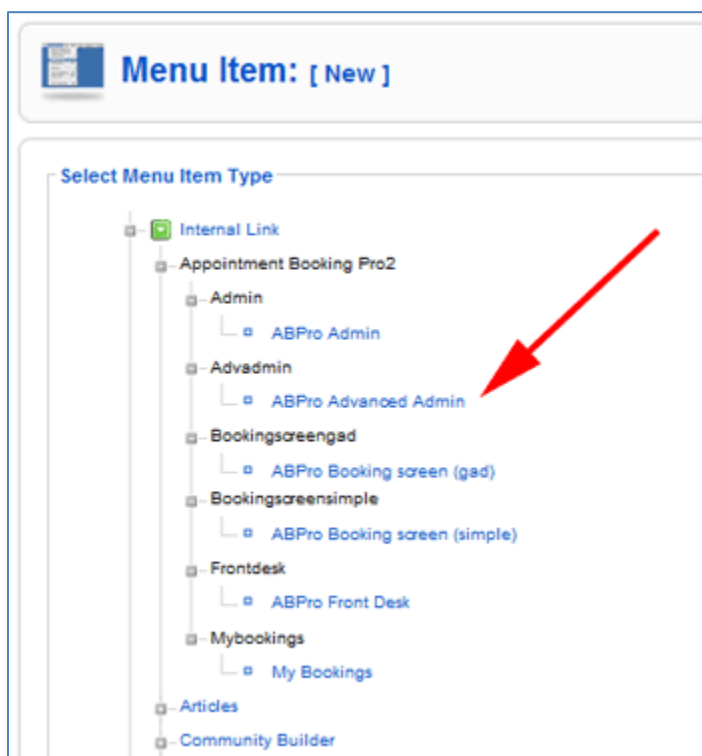 Menu Item: [ New ]
Select Menu Item Type
Internal Link
Appointment Booking Pro2
Admin
ABPro Admin
Advadmin
ABPro Advanced Admin
Bookingscreengad
ABPro Booking screen (gad)
Bookingscreensimple
ABPro Booking screen (simple)
Frontdesk
ABPro Front Desk
Mybookings
My Bookings
Articles
Community Builder